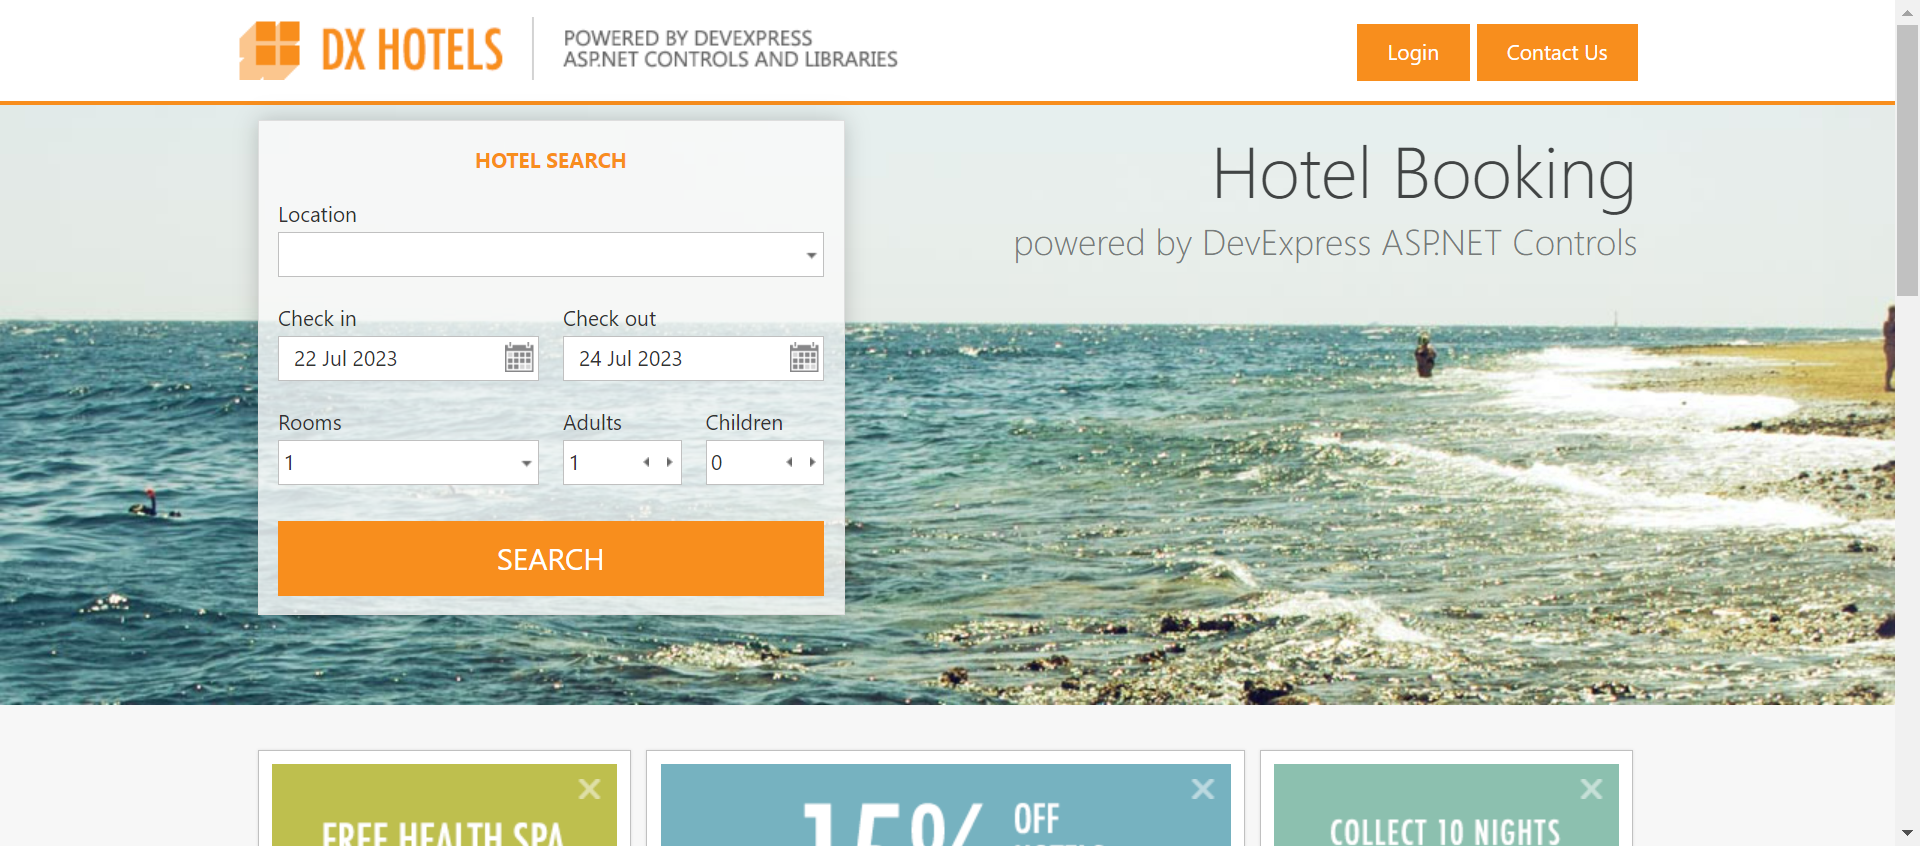 DX HOTELS
POWERED BY DEVEXPRESS
ASP.NET CONTROLS AND LIBRARIES
Login
Contact Us
HOTEL SEARCH
Location
Check in
Check out
22 Jul 2023
24 Jul 2023
Rooms
Adults
Children
1
1
0
SEARCH
Hotel Booking
powered by DevExpress ASP.NET Controls
FREE HEALTH SPA
15% OFF
COLLECT 10 NIGHTS